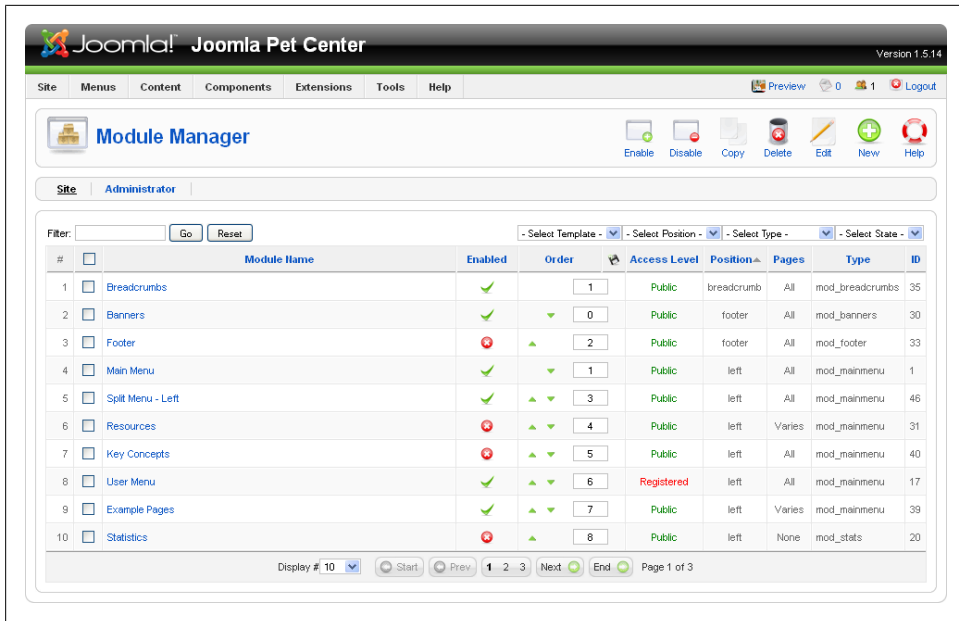 Joomla! Joomla Pet Center
Version 1.5.14
Site Menus Content Components Extensions Tools Help Preview 0 1 Logout
Module Manager
Enable Disable Copy Delete Edit New Help
Site Administrator
Filter: Go Reset - Select Template - - Select Position - - Select Type - - Select State -
# Module Name Enabled Order Access Level Position Pages Type ID
1 Breadcrumbs 1 Public breadcrumb All mod_breadcrumbs 35
2 Banners 0 Public footer All mod_banners 30
3 Footer 2 Public footer All mod_footer 33
4 Main Menu 1 Public left All mod_mainmenu 1
5 Split Menu - Left 3 Public left All mod_mainmenu 46
6 Resources 4 Public left Varies mod_mainmenu 31
7 Key Concepts 5 Public left All mod_mainmenu 40
8 User Menu 6 Registered left All mod_mainmenu 17
9 Example Pages 7 Public left Varies mod_mainmenu 39
10 Statistics 8 Public left None mod_stats 20
Display # 10 Start Prev 1 2 3 Next End Page 1 of 3